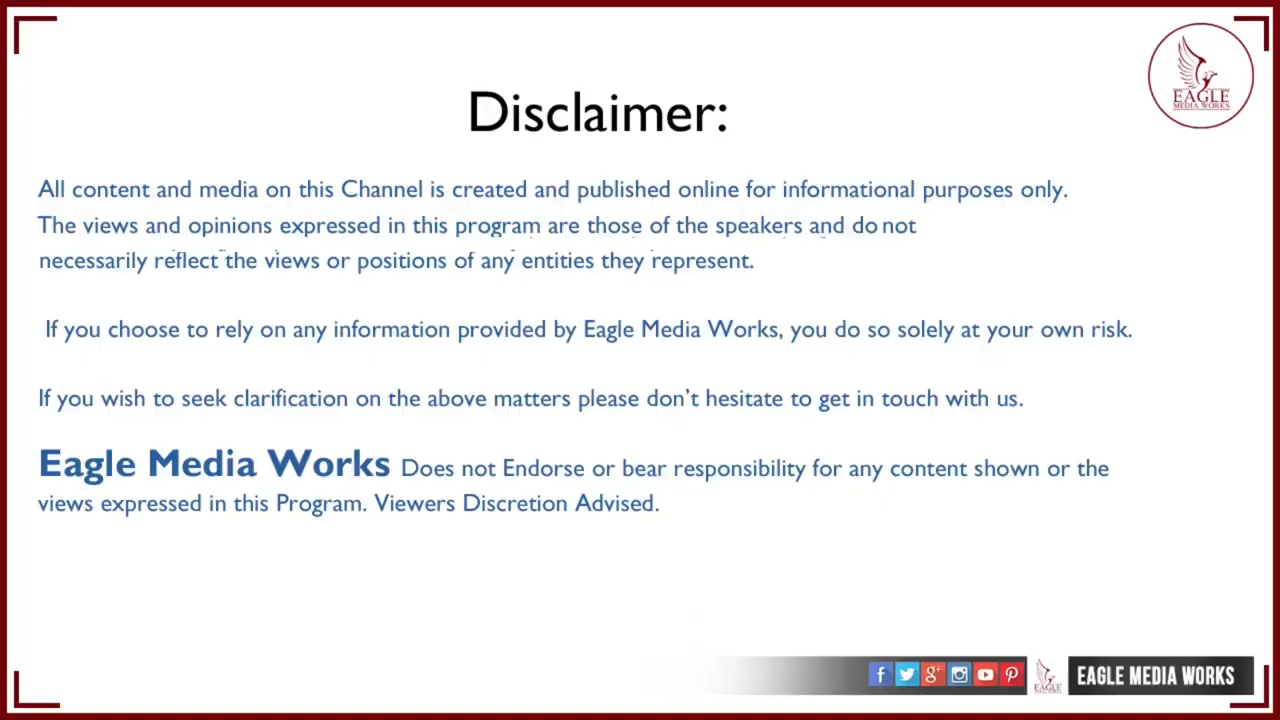 EAGLE
MEDIA WORKS
Disclaimer:
All content and media on this Channel is created and published online for informational purposes only.
The views and opinions expressed in this program are those of the speakers and do not
necessarily reflect the views or positions of any entities they represent.
If you choose to rely on any information provided by Eagle Media Works, you do so solely at your own risk.
If you wish to seek clarification on the above matters please don’t hesitate to get in touch with us.
Eagle Media Works Does not Endorse or bear responsibility for any content shown or the
views expressed in this Program. Viewers Discretion Advised.
EAGLE MEDIA WORKS